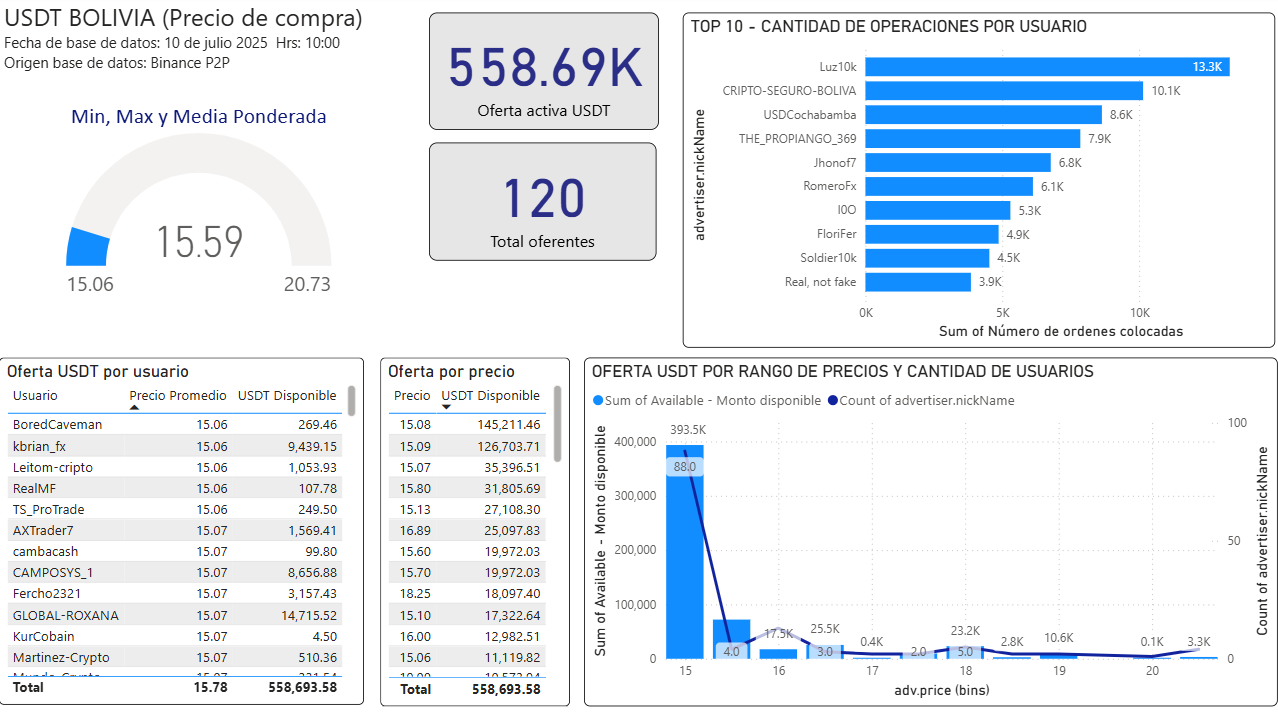 USDT BOLIVIA (Precio de compra)
Fecha de base de datos: 10 de julio 2025 Hrs: 10:00
Origen base de datos: Binance P2P
Min, Max y Media Ponderada
15.59
15.06
20.73
558.69K
Oferta activa USDT
120
Total oferentes
TOP 10 - CANTIDAD DE OPERACIONES POR USUARIO
advertiser.nickName
Luz10k 13.3K
CRIPTO-SEGURO-BOLIVA 10.1K
USDCochabamba 8.6K
THE_PROPIANGO_369 7.9K
Jhonof7 6.8K
RomeroFx 6.1K
I0O 5.3K
FloriFer 4.9K
Soldier10k 4.5K
Real, not fake 3.9K
0K 5K 10K
Sum of Número de ordenes colocadas
Oferta USDT por usuario
Usuario Precio Promedio USDT Disponible
BoredCaveman 15.06 269.46
kbrian_fx 15.06 9,439.15
Leitom-cripto 15.06 1,053.93
RealMF 15.06 107.78
TS_ProTrade 15.06 249.50
AXTrader7 15.07 1,569.41
cambacash 15.07 99.80
CAMPOSYS_1 15.07 8,656.88
Fercho2321 15.07 3,157.43
GLOBAL-ROXANA 15.07 14,715.52
KurCobain 15.07 4.50
Martinez-Crypto 15.07 510.36
Total 15.78 558,693.58
Oferta por precio
Precio USDT Disponible
15.08 145,211.46
15.09 126,703.71
15.07 35,396.51
15.80 31,805.69
15.13 27,108.30
16.89 25,097.83
15.60 19,972.03
15.70 19,972.03
18.25 18,097.40
15.10 17,322.64
16.00 12,982.51
15.06 11,119.82
Total 558,693.58
OFERTA USDT POR RANGO DE PRECIOS Y CANTIDAD DE USUARIOS
Sum of Available - Monto disponible Count of advertiser.nickName
Sum of Available - Monto disponible
400,000
300,000
200,000
100,000
0
393.5K
88.0
4.0
17.5K
25.5K
3.0
0.4K
2.0
23.2K
5.0
2.8K
10.6K
0.1K
3.3K
100
50
0
Count of advertiser.nickName
15 16 17 18 19 20
adv.price (bins)